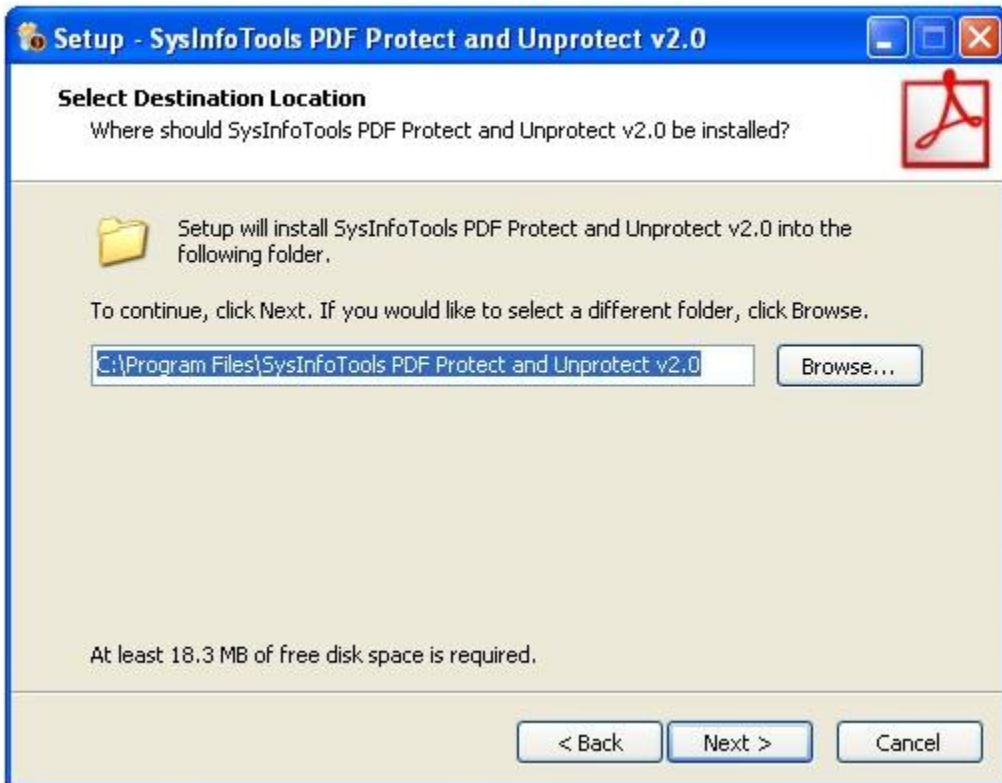 Setup - SysInfoTools PDF Protect and Unprotect v2.0
Select Destination Location
Where should SysInfoTools PDF Protect and Unprotect v2.0 be installed?
Setup will install SysInfoTools PDF Protect and Unprotect v2.0 into the
following folder.
To continue, click Next. If you would like to select a different folder, click Browse.
C:\Program Files\SysInfoTools PDF Protect and Unprotect v2.0
Browse...
At least 18.3 MB of free disk space is required.
< Back
Next >
Cancel